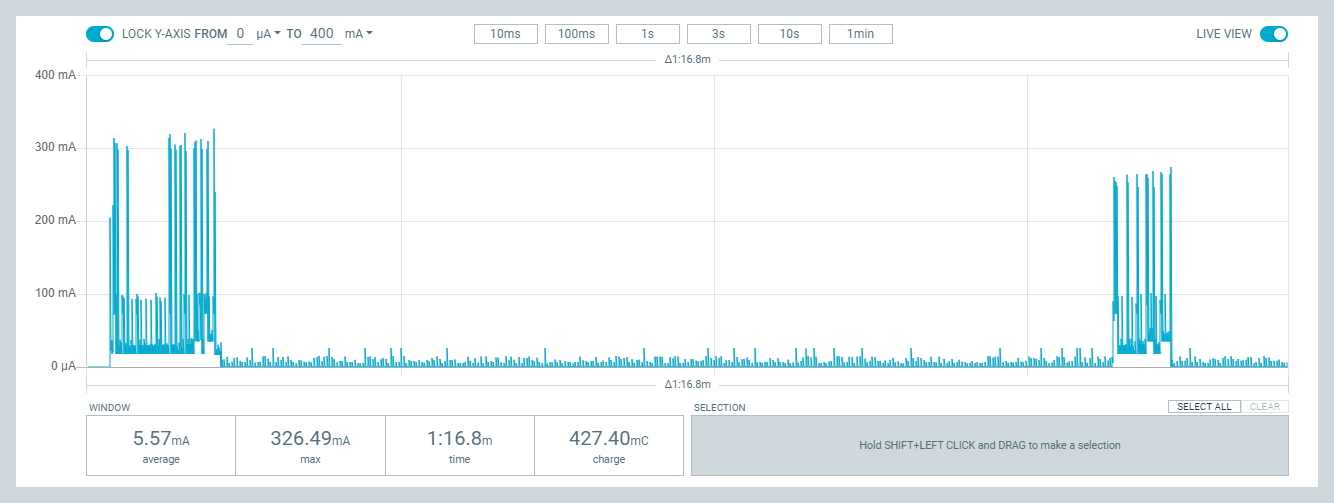 LOCK Y-AXIS FROM 0 µA TO 400 mA 10ms 100ms 1s 3s 10s 1min LIVE VIEW
Δ1:16.8m
400 mA
300 mA
200 mA
100 mA
0 µA
Δ1:16.8m
WINDOW SELECTION SELECT ALL CLEAR
5.57mA 326.49mA 1:16.8m 427.40mC
average max time charge
Hold SHIFT+LEFT CLICK and DRAG to make a selection